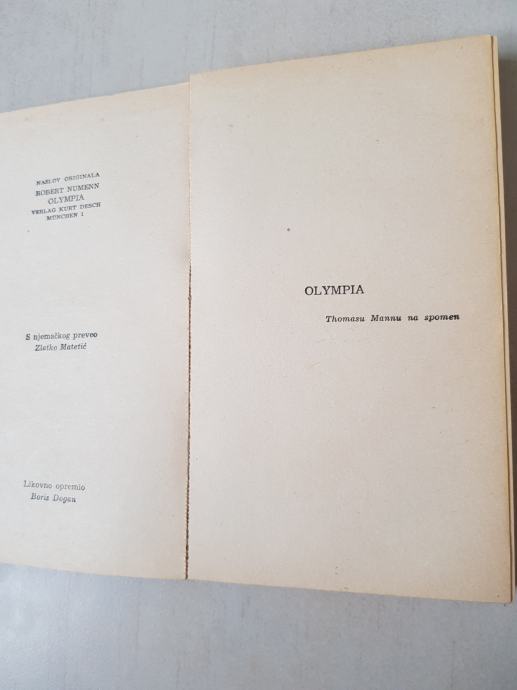 NASLOV ORIGINALA
ROBERT NUMENN
OLYMPIA
VERLAG KURT DESCH
MÜNCHEN 1
S njemačkog preveo
Zlatko Matetić
Likovno opremio
Boris Dogan
OLYMPIA
Thomasu Mannu na spomen